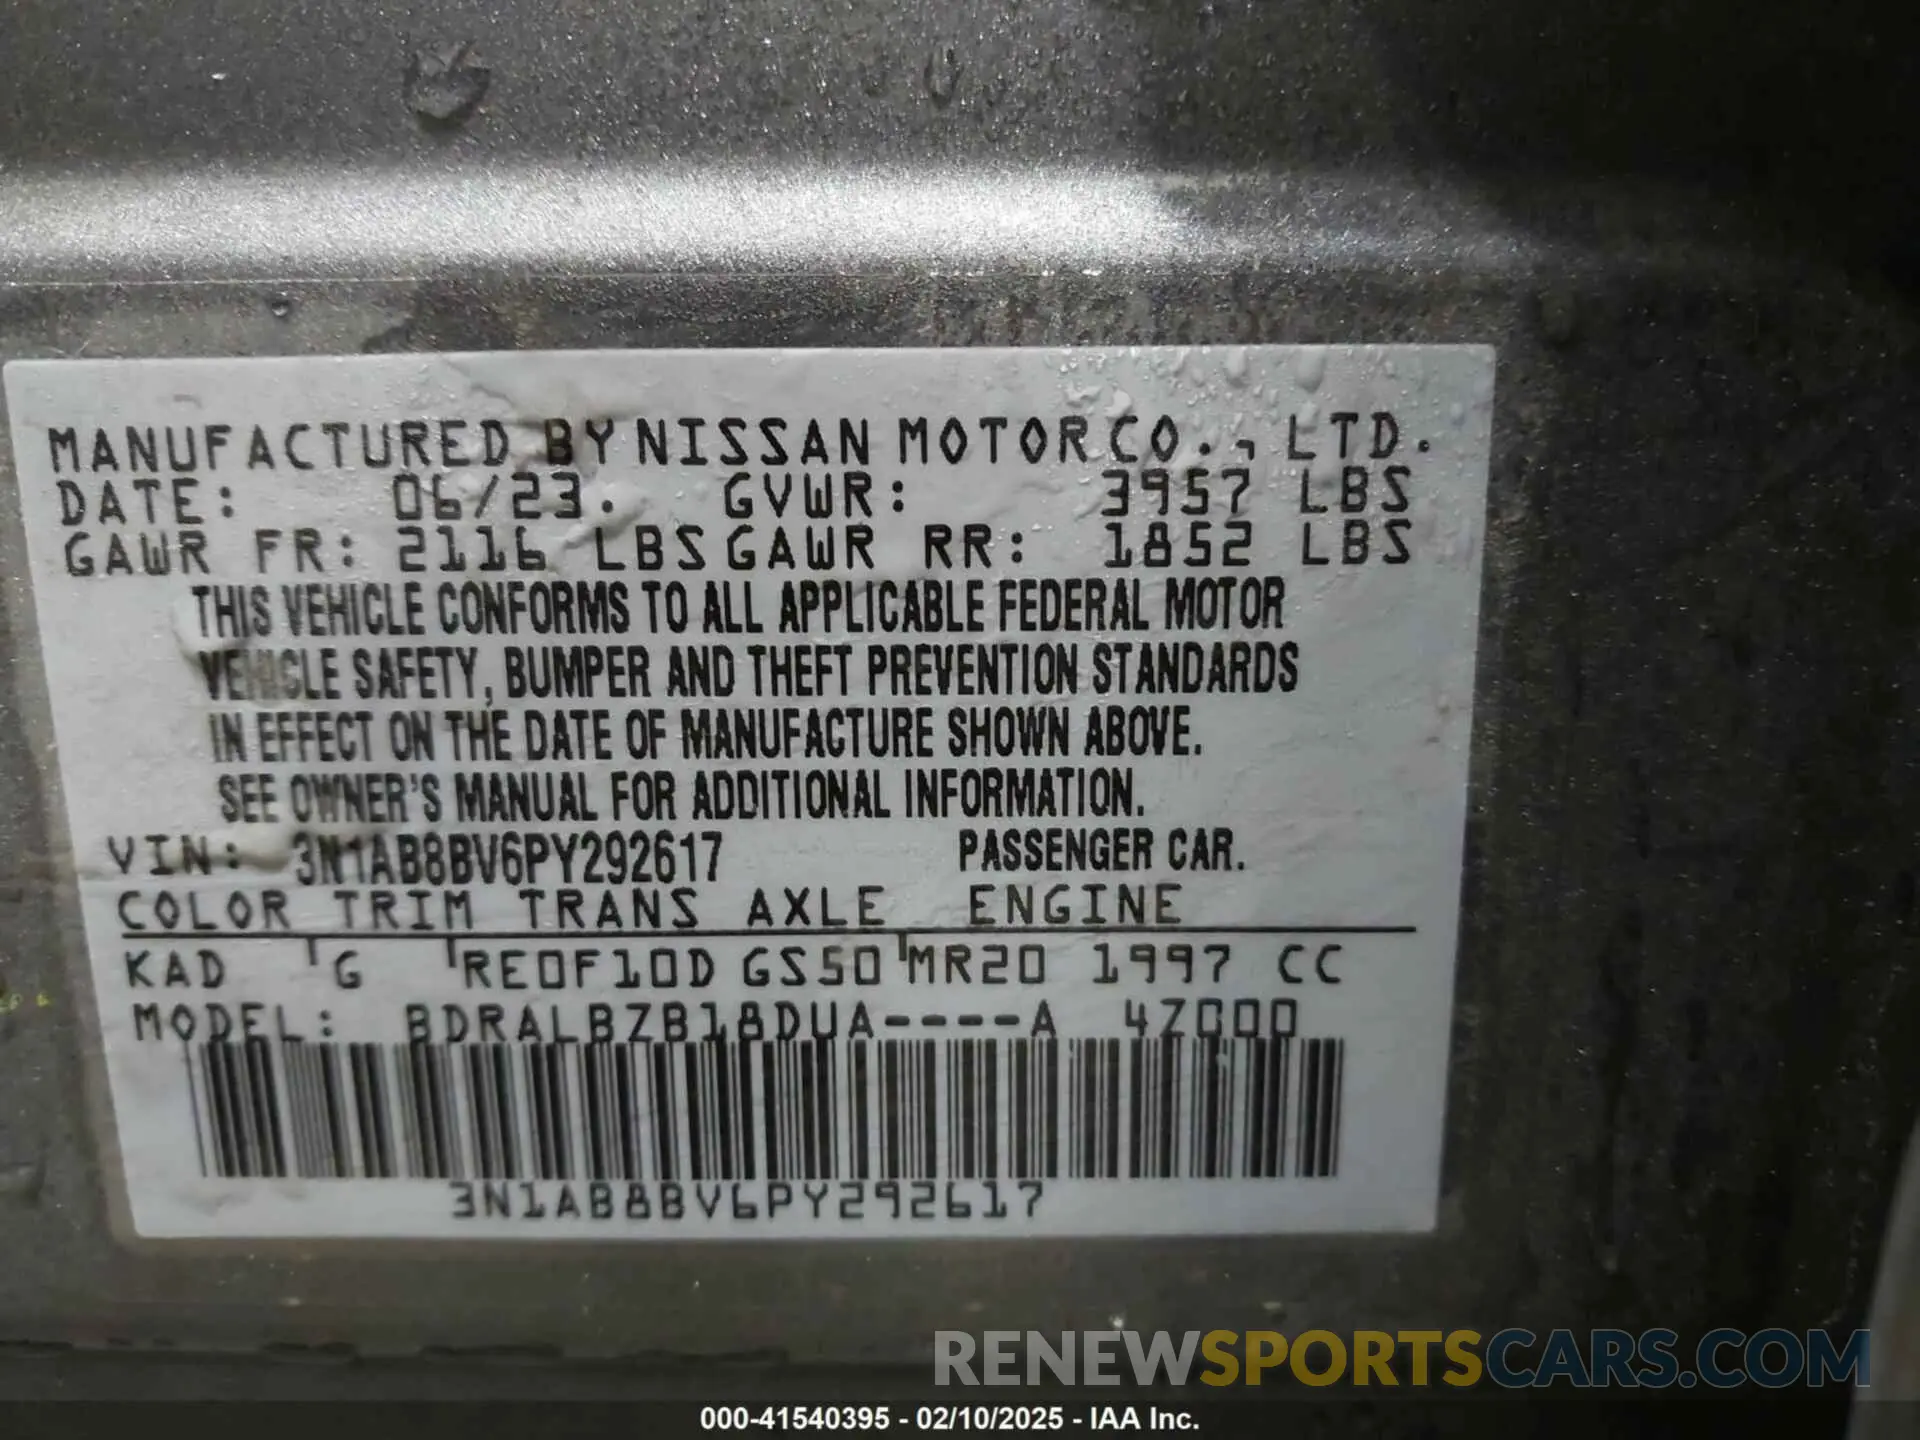 MANUFACTURED BY NISSAN MOTOR CO., LTD.
DATE: 06/23. GVWR: 3957 LBS
GAWR FR: 2116 LBS GAWR RR: 1852 LBS
THIS VEHICLE CONFORMS TO ALL APPLICABLE FEDERAL MOTOR
VEHICLE SAFETY, BUMPER AND THEFT PREVENTION STANDARDS
IN EFFECT ON THE DATE OF MANUFACTURE SHOWN ABOVE.
SEE OWNER'S MANUAL FOR ADDITIONAL INFORMATION.
VIN: 3N1AB8BV6PY292617 PASSENGER CAR.
COLOR TRIM TRANS AXLE ENGINE
KAD G RE0F10D GS50 MR20 1997 CC
MODEL: BDRALBZB18DUA----A 4Z000
3N1AB8BV6PY292617
RENEWSPORTSCARS.COM
000-41540395 - 02/10/2025 - IAA Inc.